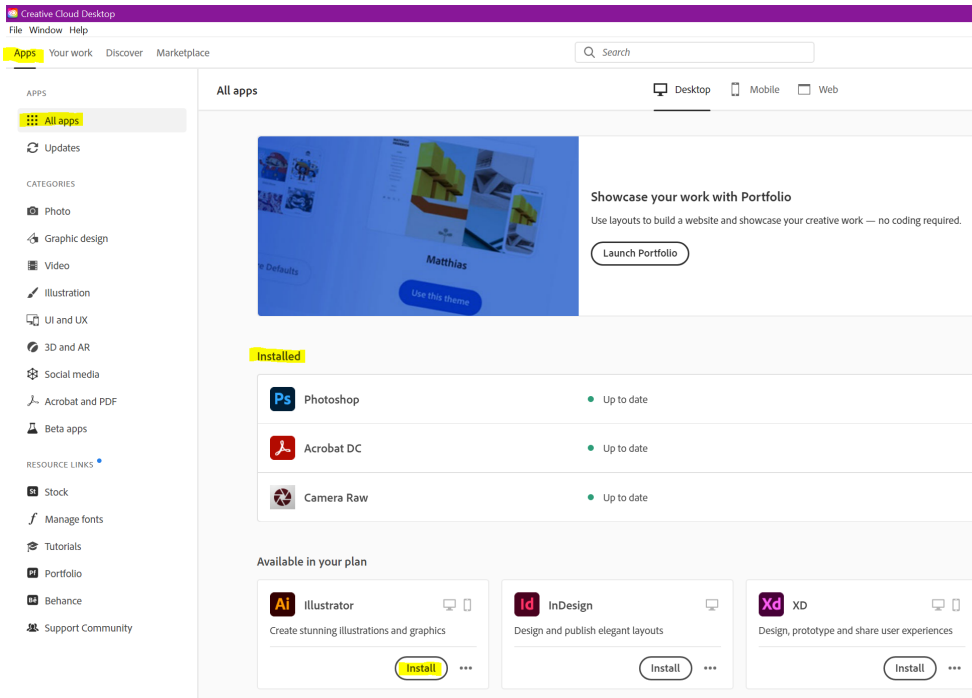 Creative Cloud Desktop
File Window Help
Apps Your work Discover Marketplace
Search
APPS
All apps
Updates
CATEGORIES
Photo
Graphic design
Video
Illustration
UI and UX
3D and AR
Social media
Acrobat and PDF
Beta apps
RESOURCE LINKS
St Stock
Manage fonts
Tutorials
Pf Portfolio
Bē Behance
Support Community
All apps
Desktop Mobile Web
Matthias
Use this theme
Showcase your work with Portfolio
Use layouts to build a website and showcase your creative work — no coding required.
Launch Portfolio
Installed
Ps Photoshop Up to date
Acrobat DC Up to date
Camera Raw Up to date
Available in your plan
Ai Illustrator
Create stunning illustrations and graphics
Install
Id InDesign
Design and publish elegant layouts
Install
Xd XD
Design, prototype and share user experiences
Install